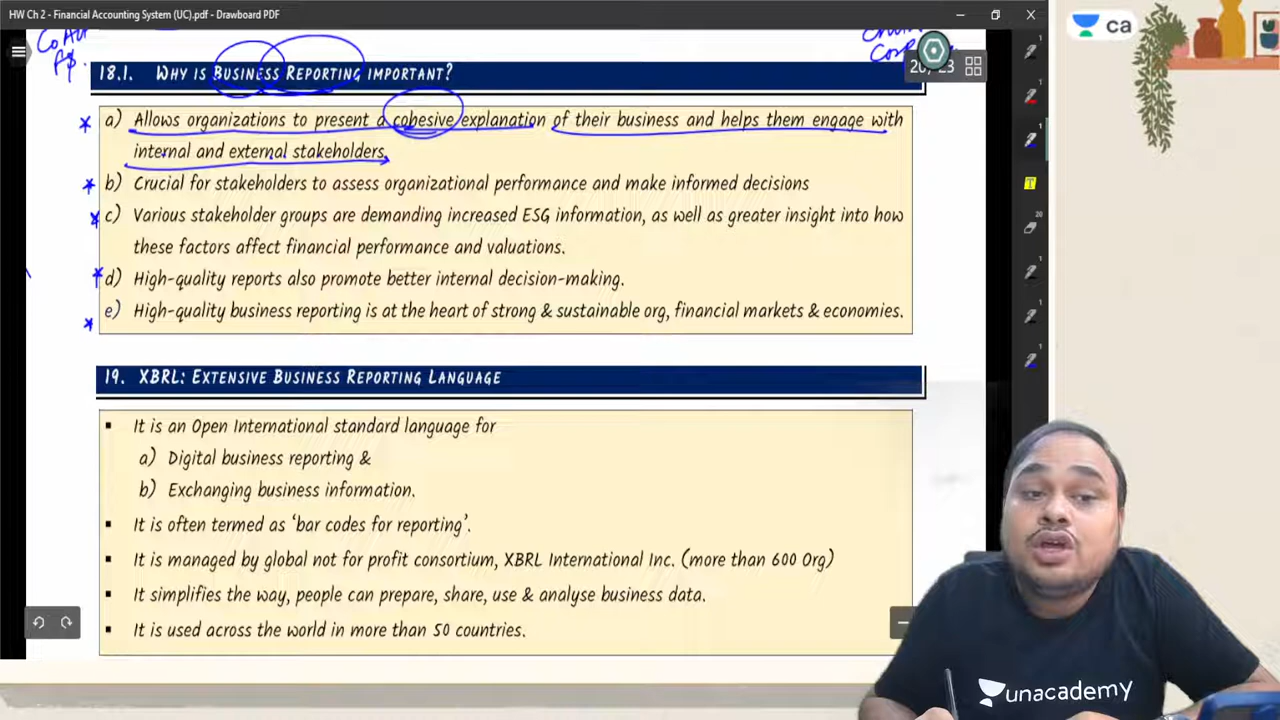 HW Ch 2 - Financial Accounting System (UC).pdf - Drawboard PDF
ca
20/23
18.1. WHY IS BUSINESS REPORTING IMPORTANT?
a) Allows organizations to present a cohesive explanation of their business and helps them engage with
internal and external stakeholders.
b) Crucial for stakeholders to assess organizational performance and make informed decisions
c) Various stakeholder groups are demanding increased ESG information, as well as greater insight into how
these factors affect financial performance and valuations.
d) High-quality reports also promote better internal decision-making.
e) High-quality business reporting is at the heart of strong & sustainable org, financial markets & economies.
19. XBRL: EXTENSIVE BUSINESS REPORTING LANGUAGE
▪ It is an Open International standard language for
a) Digital business reporting &
b) Exchanging business information.
▪ It is often termed as ‘bar codes for reporting’.
▪ It is managed by global not for profit consortium, XBRL International Inc. (more than 600 Org)
▪ It simplifies the way, people can prepare, share, use & analyse business data.
▪ It is used across the world in more than 50 countries.
unacademy